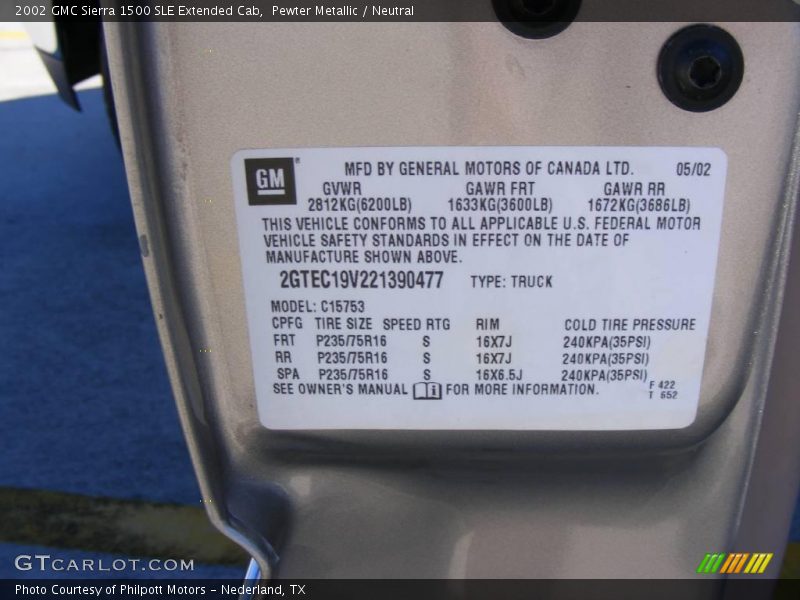 2002 GMC Sierra 1500 SLE Extended Cab,  Pewter Metallic / Neutral
GM
MFD BY GENERAL MOTORS OF CANADA LTD. 05/02
GVWR GAWR FRT GAWR RR
2812KG(6200LB) 1633KG(3600LB) 1672KG(3686LB)
THIS VEHICLE CONFORMS TO ALL APPLICABLE U.S. FEDERAL MOTOR
VEHICLE SAFETY STANDARDS IN EFFECT ON THE DATE OF
MANUFACTURE SHOWN ABOVE.
2GTEC19V221390477 TYPE: TRUCK
MODEL: C15753
CPFG TIRE SIZE SPEED RTG RIM COLD TIRE PRESSURE
FRT P235/75R16 S 16X7J 240KPA(35PSI)
RR P235/75R16 S 16X7J 240KPA(35PSI)
SPA P235/75R16 S 16X6.5J 240KPA(35PSI)
SEE OWNER'S MANUAL i FOR MORE INFORMATION.
F 422
T 652
GTCARLOT.COM
Photo Courtesy of Philpott Motors - Nederland, TX